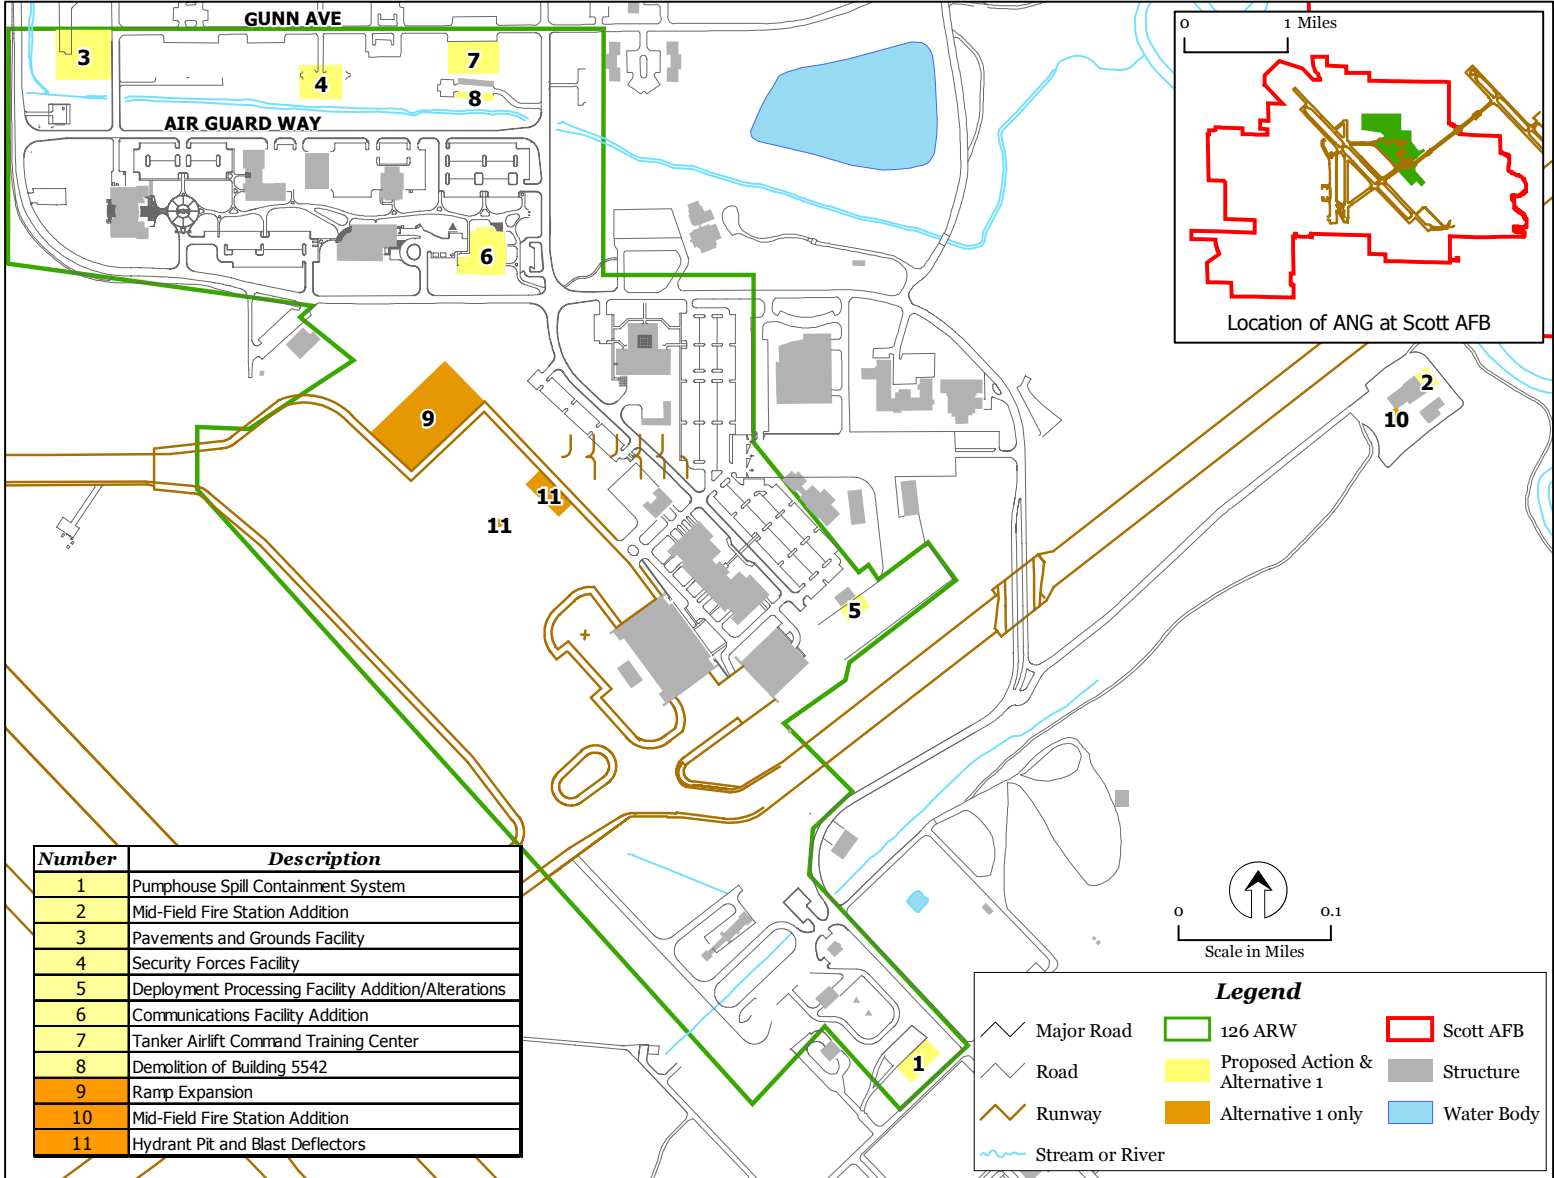 GUNN AVE
3
7
4
8
AIR GUARD WAY
6
9
11
11
5
2
10
1
0 1 Miles
Location of ANG at Scott AFB
Number Description
1 Pumphouse Spill Containment System
2 Mid-Field Fire Station Addition
3 Pavements and Grounds Facility
4 Security Forces Facility
5 Deployment Processing Facility Addition/Alterations
6 Communications Facility Addition
7 Tanker Airlift Command Training Center
8 Demolition of Building 5542
9 Ramp Expansion
10 Mid-Field Fire Station Addition
11 Hydrant Pit and Blast Deflectors
0 0.1
Scale in Miles
Legend
Major Road
Road
Runway
Stream or River
126 ARW
Proposed Action &
Alternative 1
Alternative 1 only
Scott AFB
Structure
Water Body